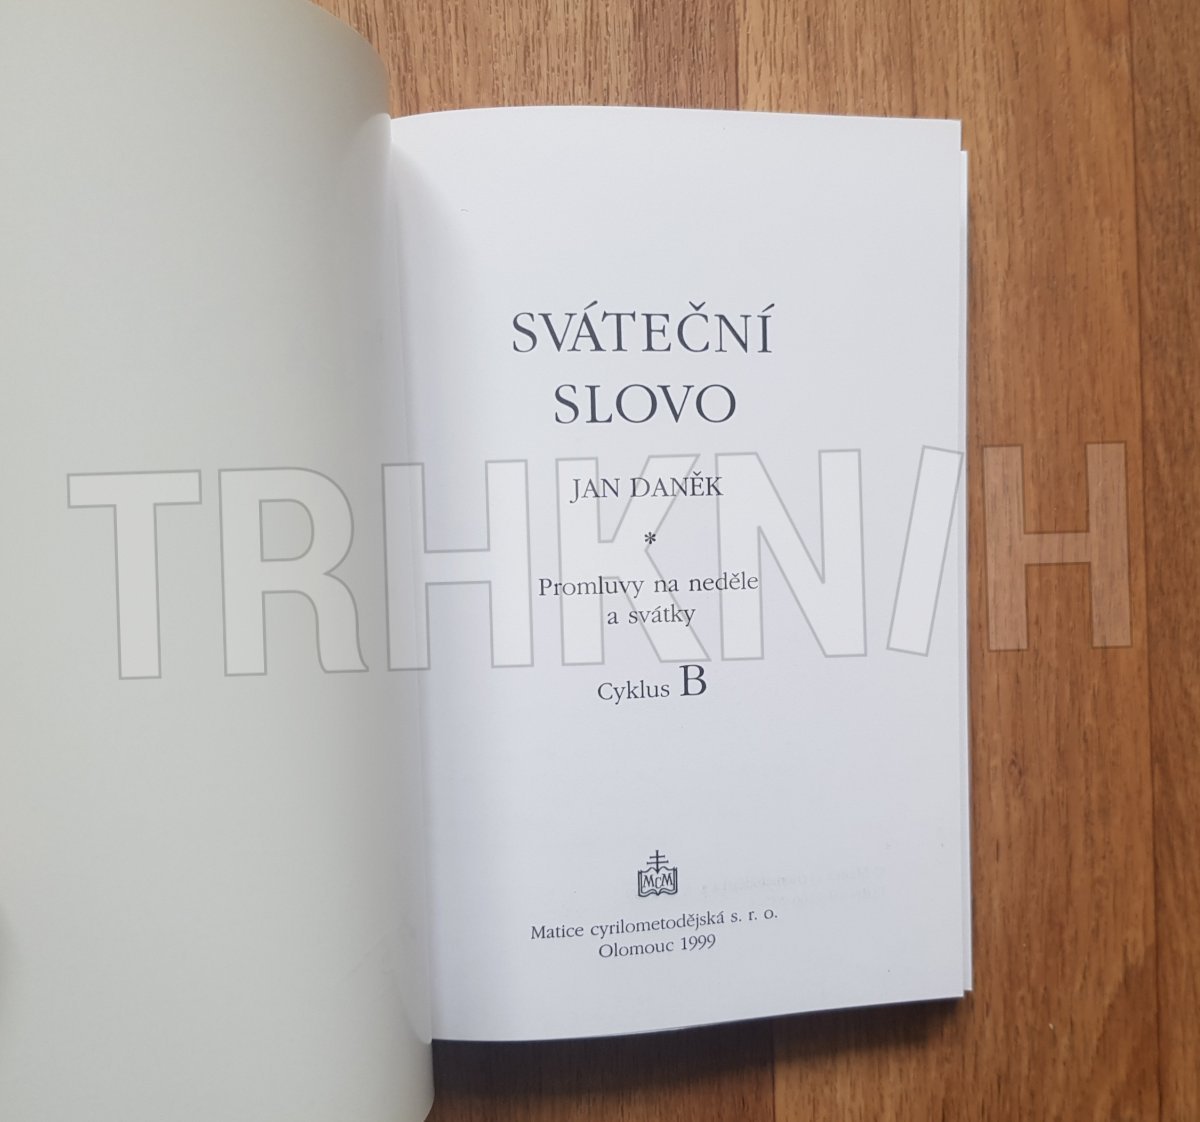 SVÁTEČNÍ
SLOVO
JAN DANĚK
*
Promluvy na neděle
a svátky
Cyklus B
MCM
Matice cyrilometodějská s. r. o.
Olomouc 1999
TRHKNIH